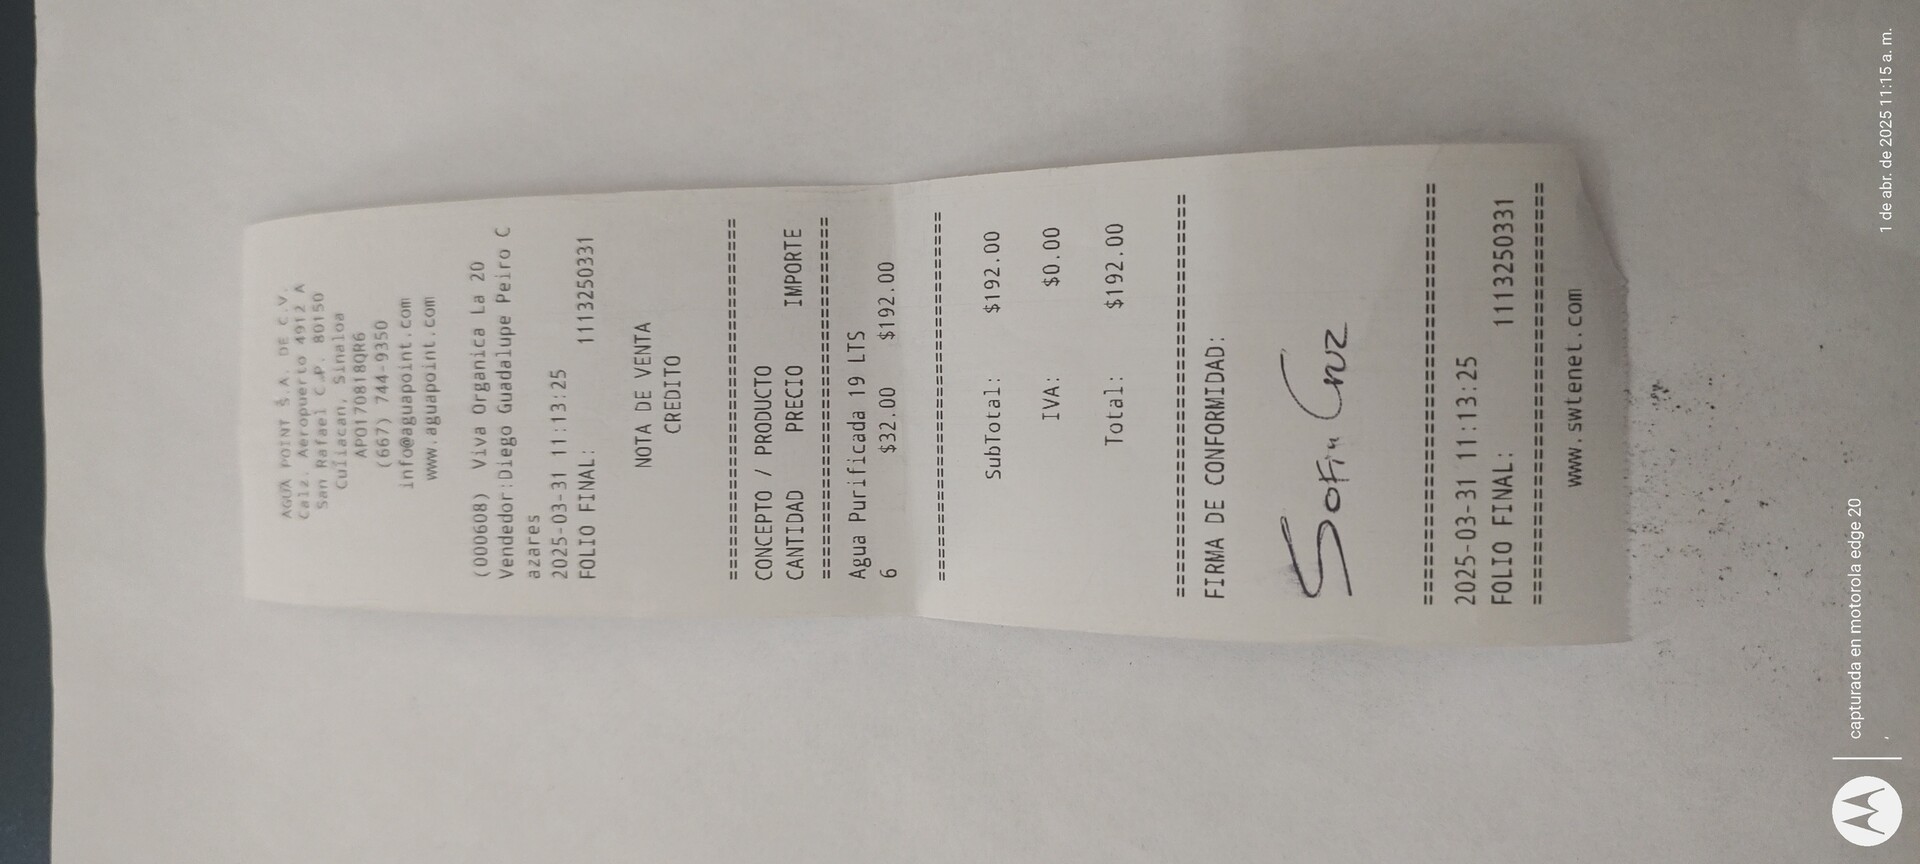 AGUA POINT S.A. DE C.V.
Calz. Aeropuerto 4912 A
San Rafael C.P. 80150
Culiacan, Sinaloa
APO170818QR6
(667) 744-9350
info@aguapoint.com
www.aguapoint.com
(000608) Viva Organica La 20
Vendedor:Diego Guadalupe Peiro C
azares
2025-03-31 11:13:25
FOLIO FINAL: 1113250331
NOTA DE VENTA
CREDITO
================================
CONCEPTO / PRODUCTO
CANTIDAD PRECIO IMPORTE
================================
Agua Purificada 19 LTS
6 $32.00 $192.00
================================
SubTotal: $192.00
IVA: $0.00
Total: $192.00
================================
FIRMA DE CONFORMIDAD:
Sofia Cruz
================================
2025-03-31 11:13:25
FOLIO FINAL: 1113250331
================================
www.swtenet.com
capturada en motorola edge 20
1 de abr. de 2025 11:15 a. m.